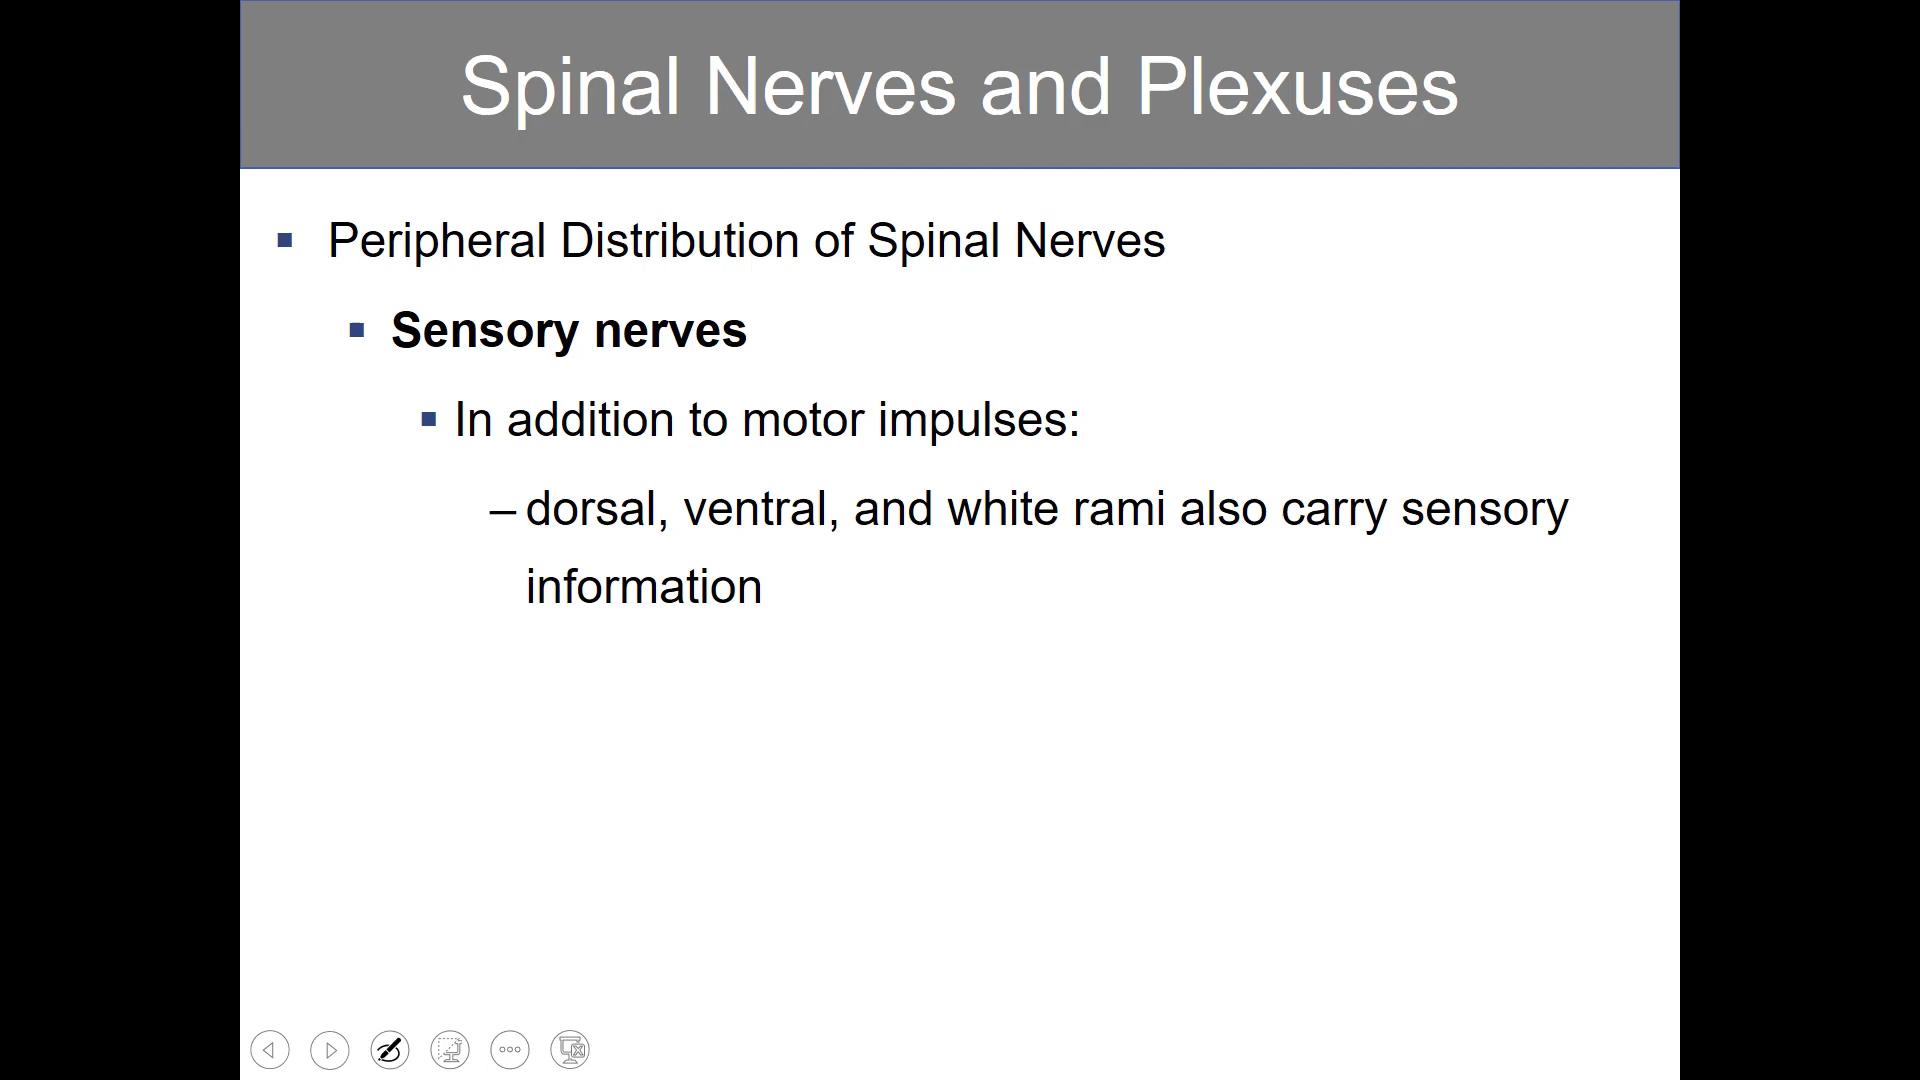 Spinal Nerves and Plexuses
▪ Peripheral Distribution of Spinal Nerves
▪ Sensory nerves
▪ In addition to motor impulses:
– dorsal, ventral, and white rami also carry sensory
information